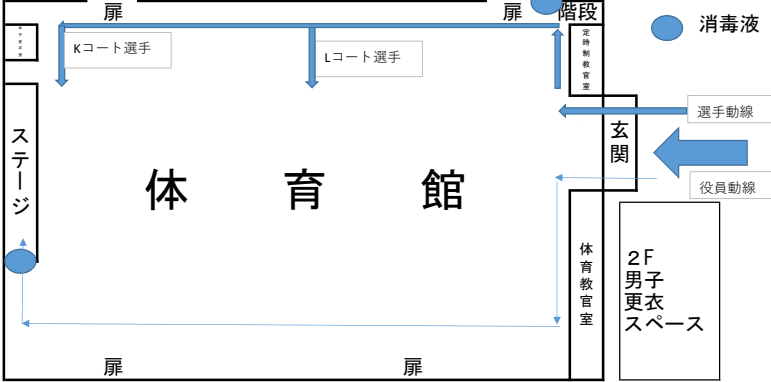 扉
扉
階段
消毒液
Kコート選手
Lコート選手
定時制教官室
選手動線
玄関
役員動線
ステージ
体育館
体育教官室
２F
男子
更衣
スペース
扉
扉